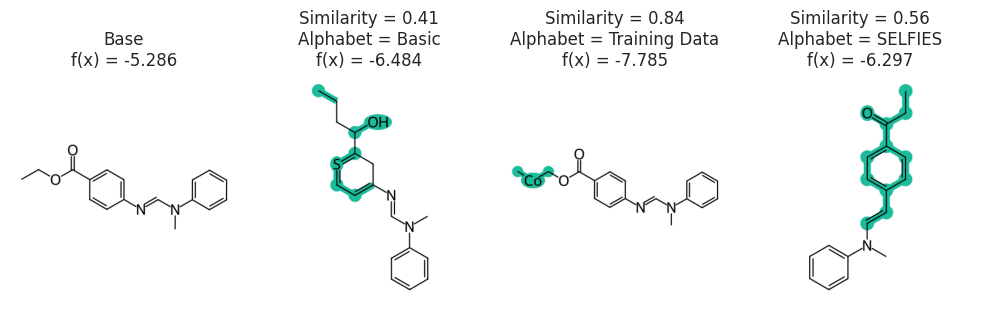 Base
f(x) = -5.286
Similarity = 0.41
Alphabet = Basic
f(x) = -6.484
Similarity = 0.84
Alphabet = Training Data
f(x) = -7.785
Similarity = 0.56
Alphabet = SELFIES
f(x) = -6.297
O
O
N
N
OH
S
N
N
O
Co
O
N
N
O
N